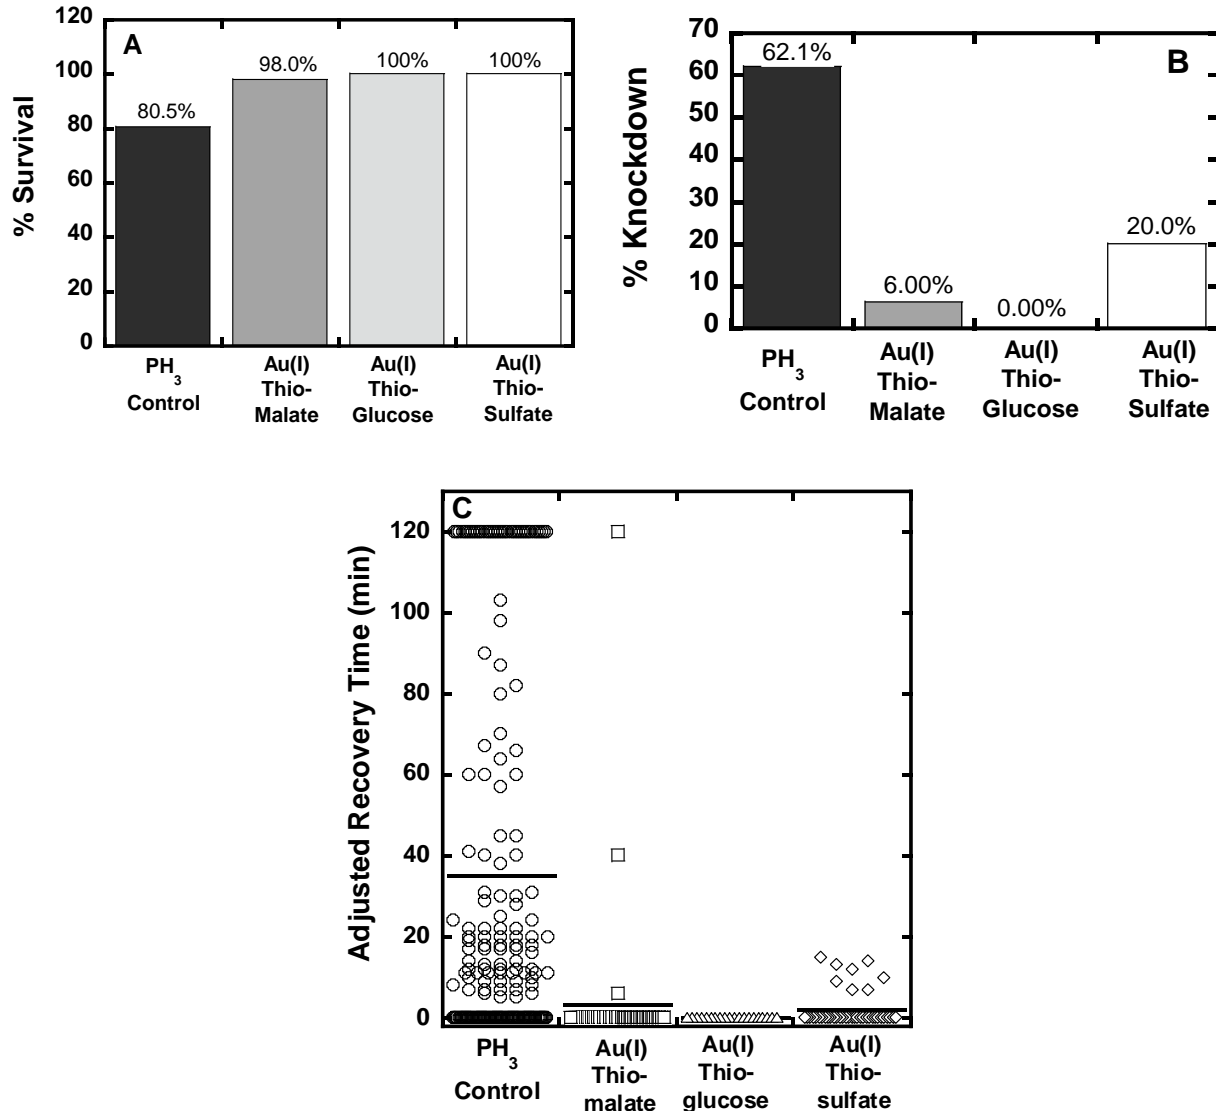 A
% Survival
120
100
80
60
40
20
0
80.5%
98.0%
100%
100%
PH3
Control
Au(I)
Thio-
Malate
Au(I)
Thio-
Glucose
Au(I)
Thio-
Sulfate
B
% Knockdown
70
60
50
40
30
20
10
0
62.1%
6.00%
0.00%
20.0%
PH3
Control
Au(I)
Thio-
Malate
Au(I)
Thio-
Glucose
Au(I)
Thio-
Sulfate
C
Adjusted Recovery Time (min)
120
100
80
60
40
20
0
PH3
Control
Au(I)
Thio-
malate
Au(I)
Thio-
glucose
Au(I)
Thio-
sulfate